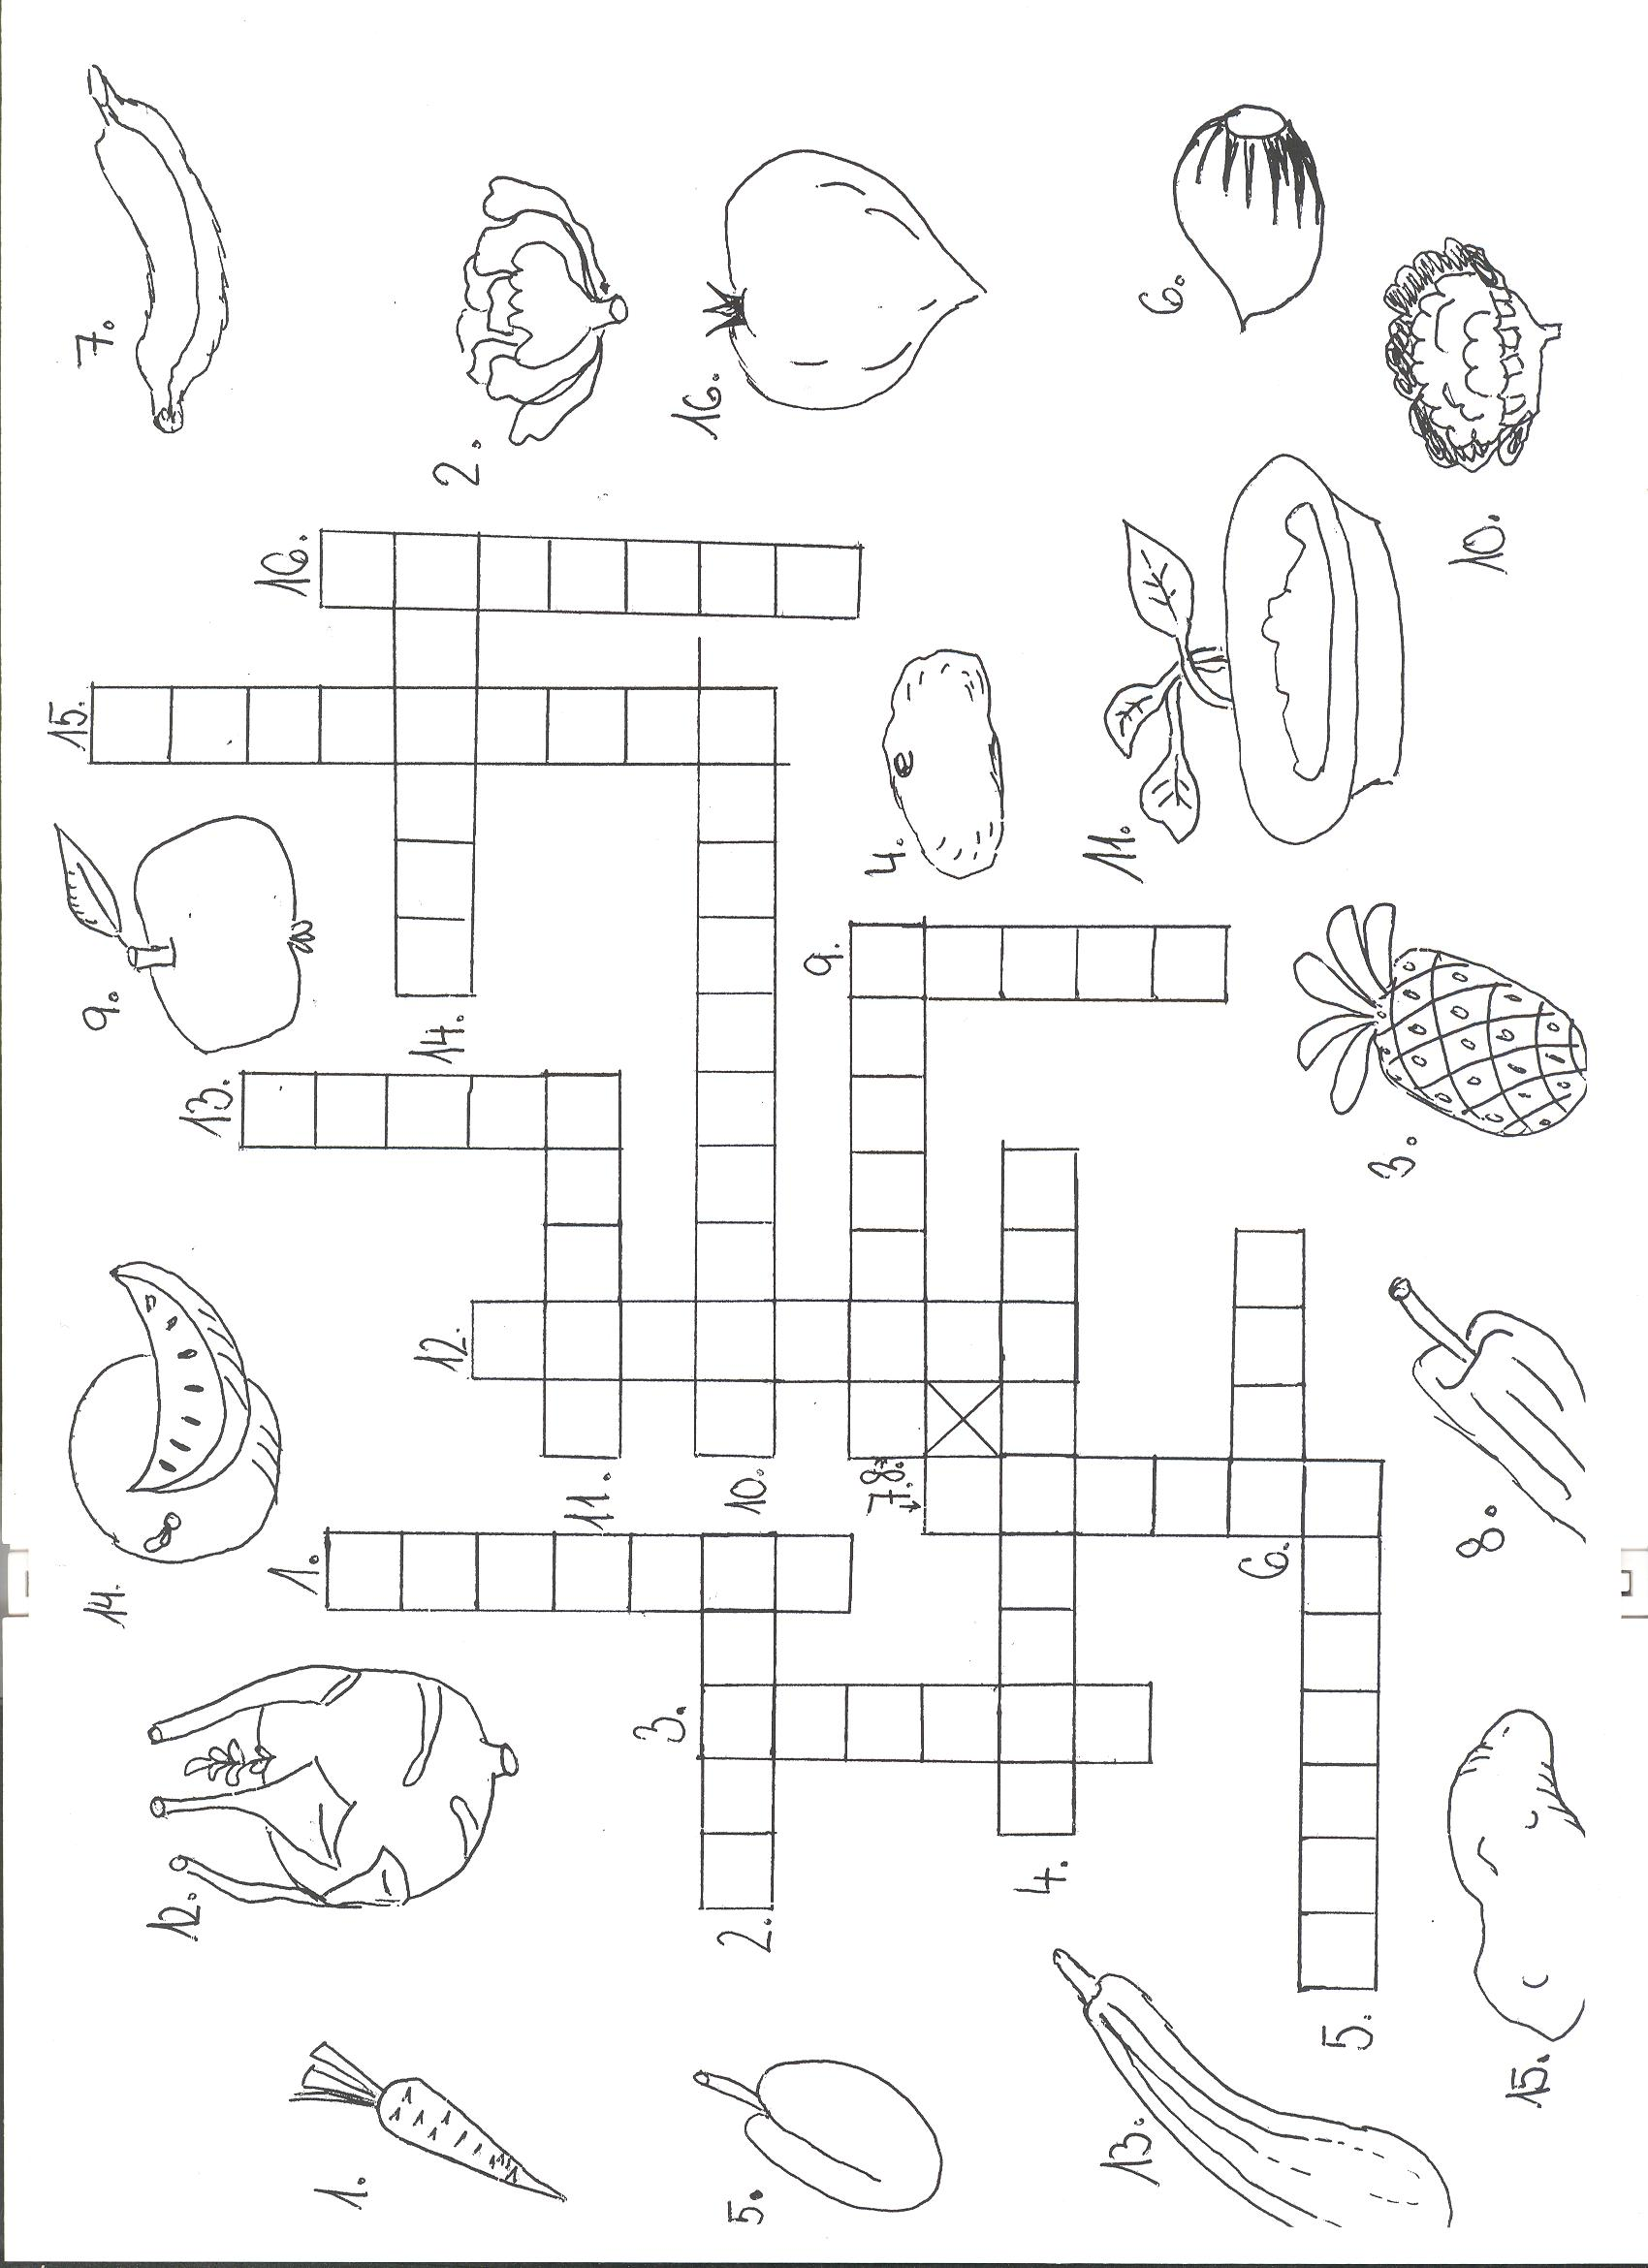 14. 9. 15. 7.
12. 13.
1. 16.
1.
12. 14. 2.
11.
3. 16.
5. 2. 10.
9.
7. 8. 4.
4.
13. 11. 6.
6.
5.
3.
8. 10.
15.